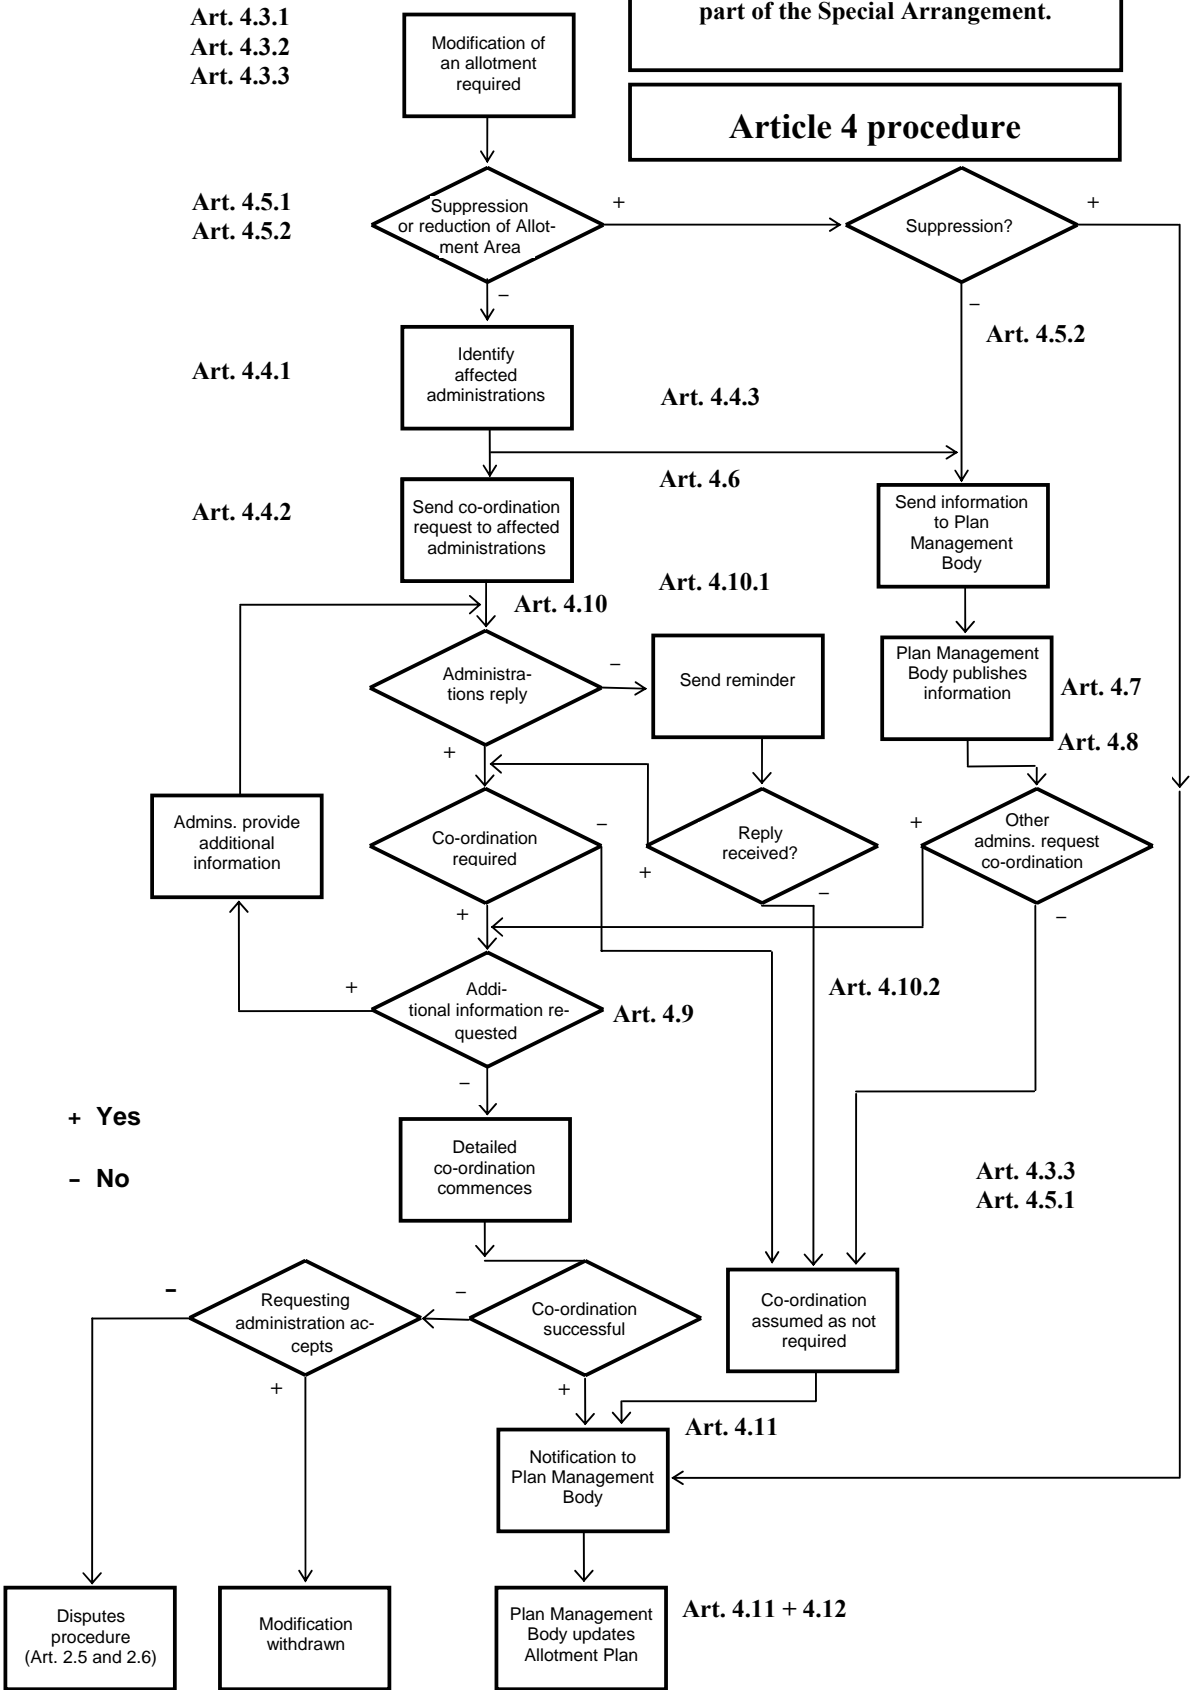 part of the Special Arrangement.
Art. 4.3.1
Art. 4.3.2
Art. 4.3.3
Modification of
an allotment
required
Article 4 procedure
Art. 4.5.1
Art. 4.5.2
Suppression
or reduction of Allot-
ment Area
+
Suppression?
+
–
–
Art. 4.5.2
Art. 4.4.1
Identify
affected
administrations
Art. 4.4.3
Art. 4.6
Art. 4.4.2
Send co-ordination
request to affected
administrations
Send information
to Plan
Management
Body
Art. 4.10
Art. 4.10.1
Administra-
tions reply
–
Send reminder
Plan Management
Body publishes
information
Art. 4.7
Art. 4.8
+
Admins. provide
additional
information
Co-ordination
required
–
Reply
received?
+
–
+
Other
admins. request
co-ordination
–
+
+
Addi-
tional information re-
quested
Art. 4.9
Art. 4.10.2
–
+ Yes
– No
Detailed
co-ordination
commences
Art. 4.3.3
Art. 4.5.1
–
Requesting
administration ac-
cepts
–
Co-ordination
successful
Co-ordination
assumed as not
required
+
+
Art. 4.11
Notification to
Plan Management
Body
Disputes
procedure
(Art. 2.5 and 2.6)
Modification
withdrawn
Plan Management
Body updates
Allotment Plan
Art. 4.11 + 4.12